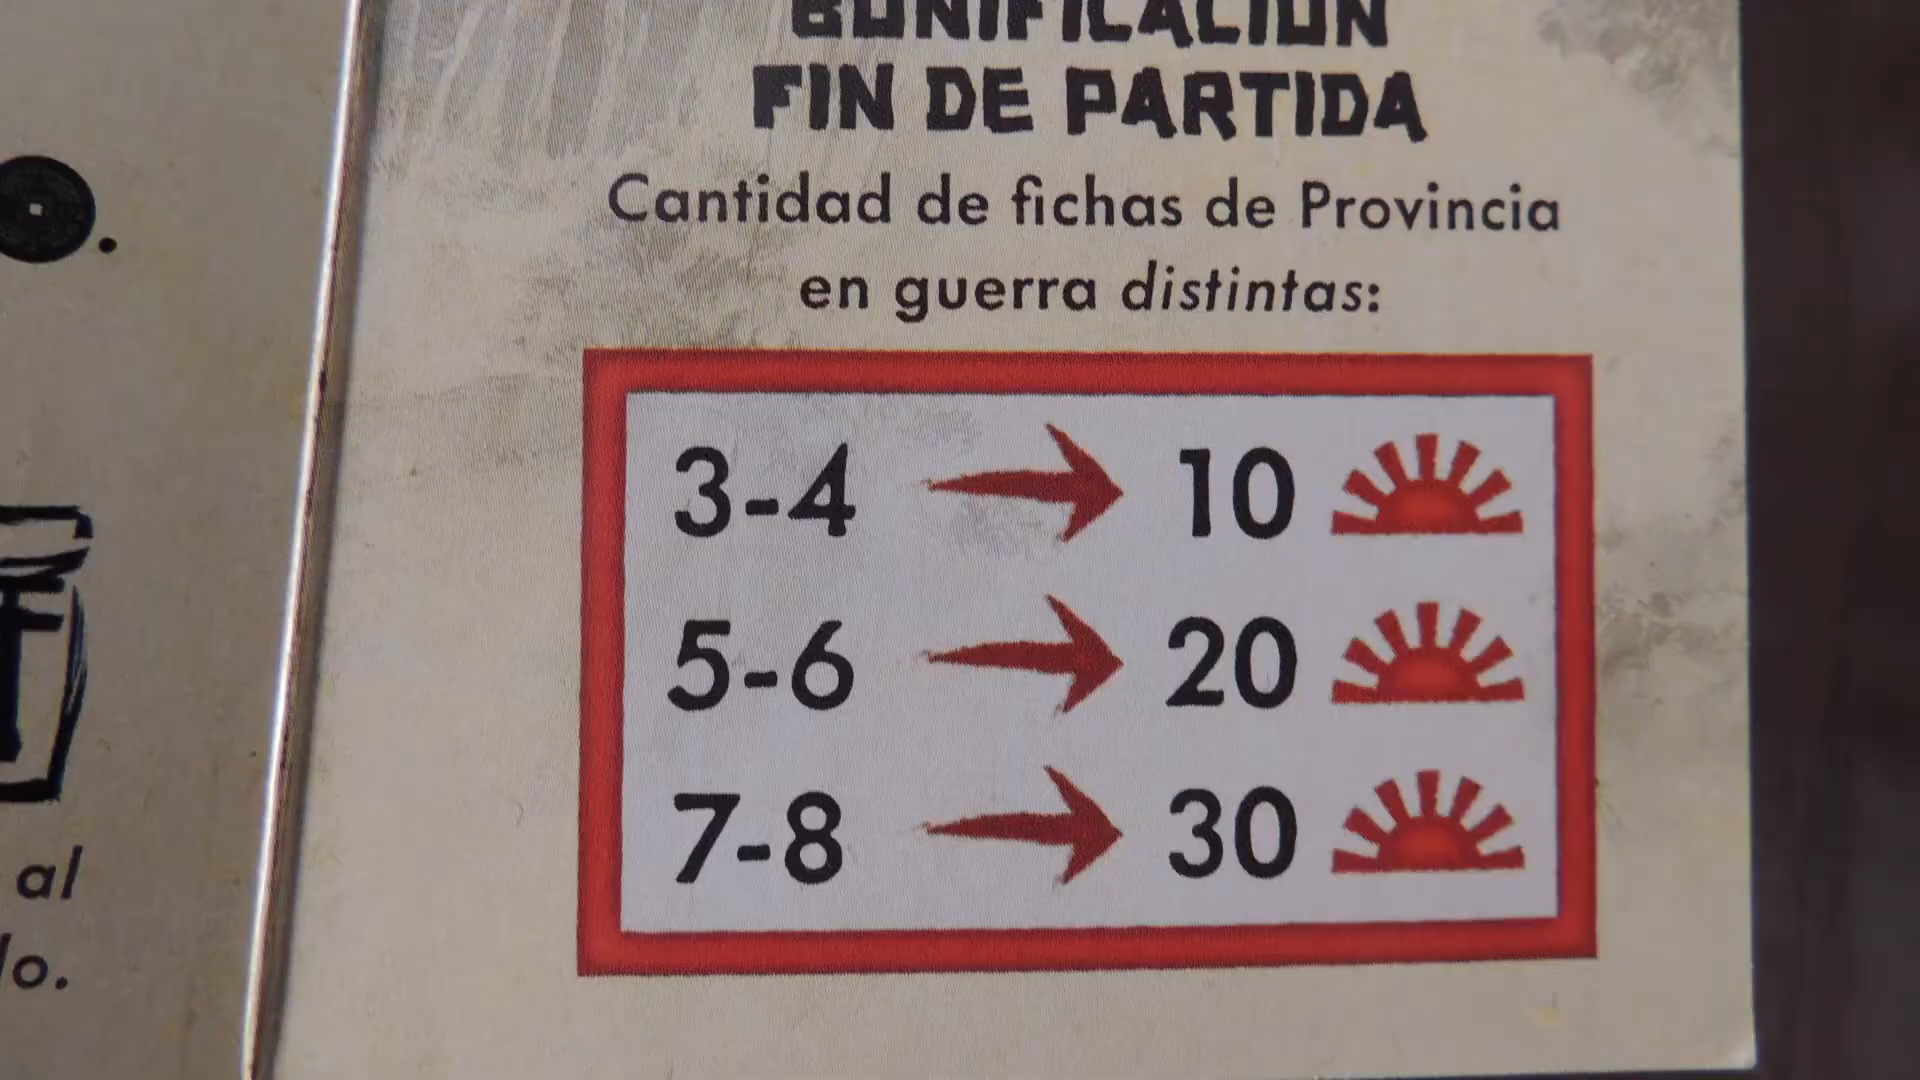 BONIFICACIÓN
FIN DE PARTIDA
Cantidad de fichas de Provincia
en guerra distintas:
3-4 10
5-6 20
7-8 30
al
lo.